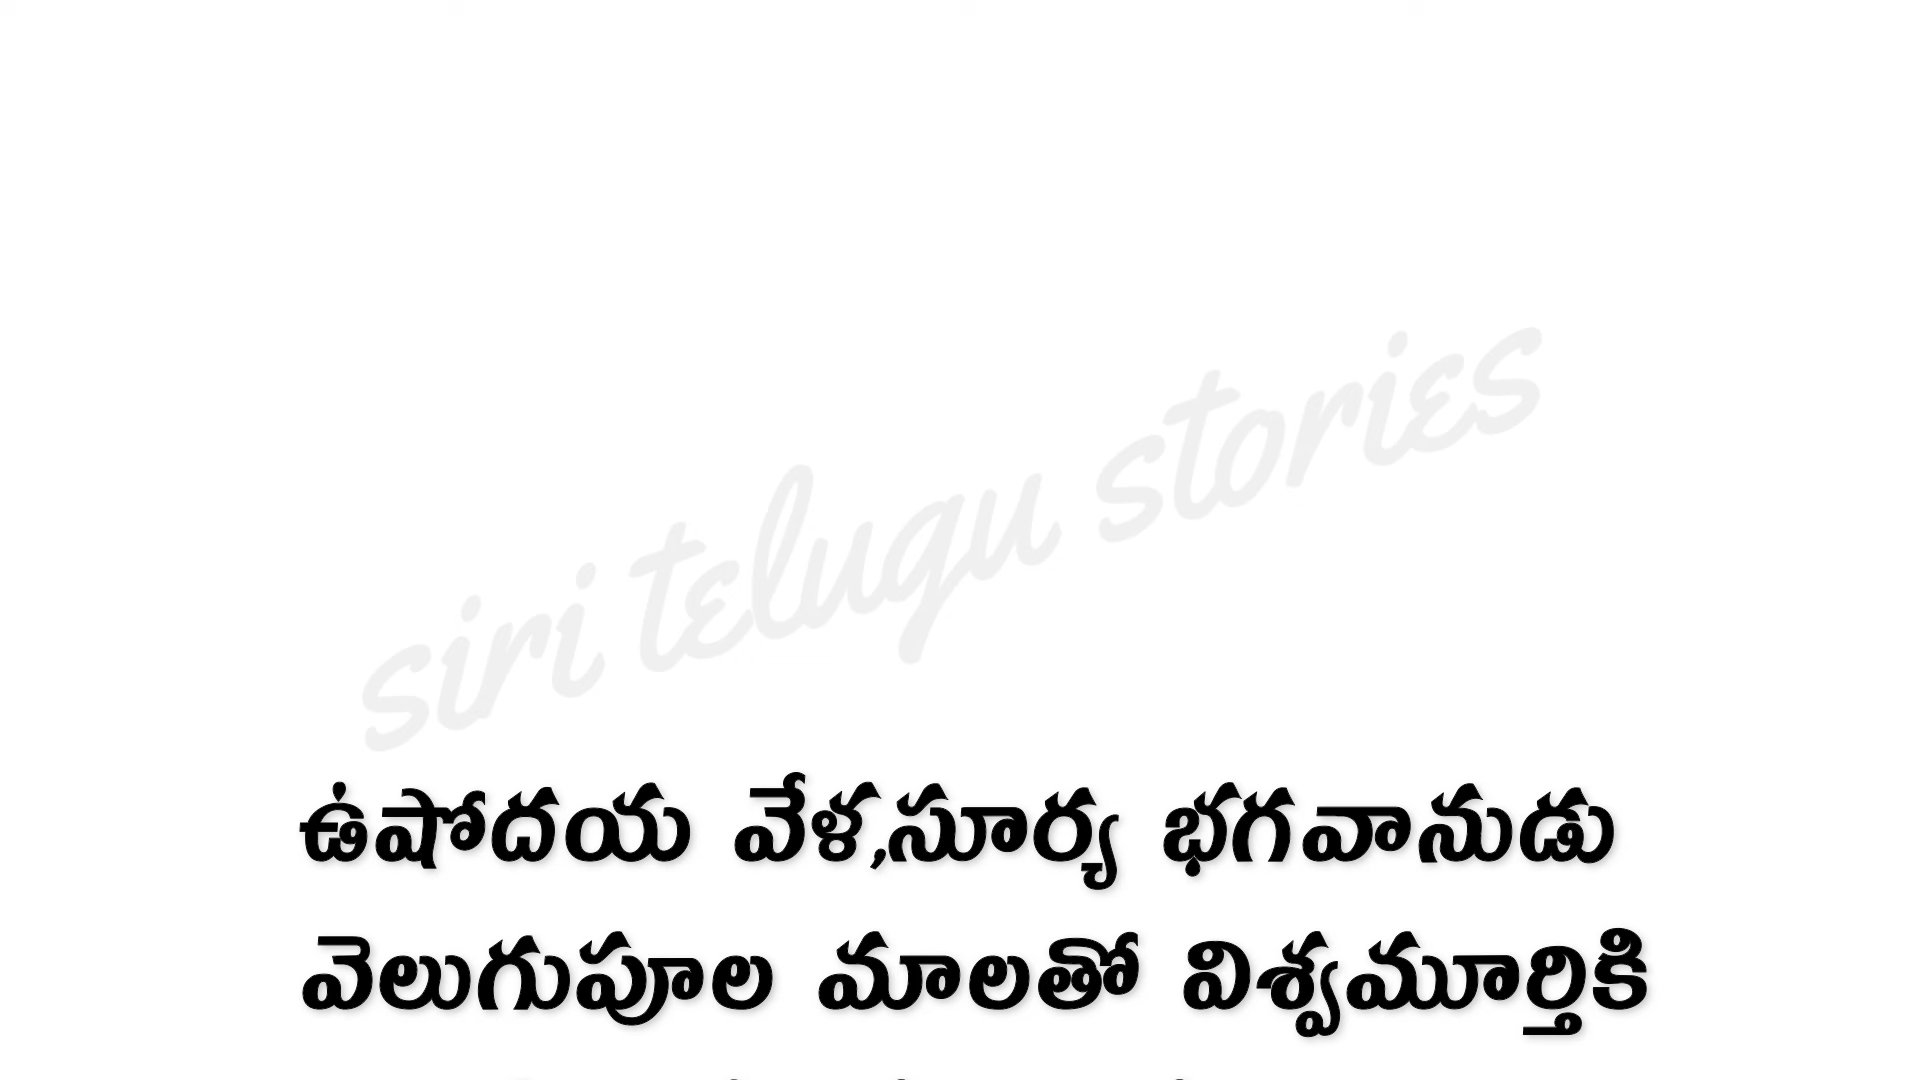 siri telugu stories
ఉషోదయ వేళ,సూర్య భగవానుడు
వెలుగుపూల మాలతో విశ్వమూర్తికి